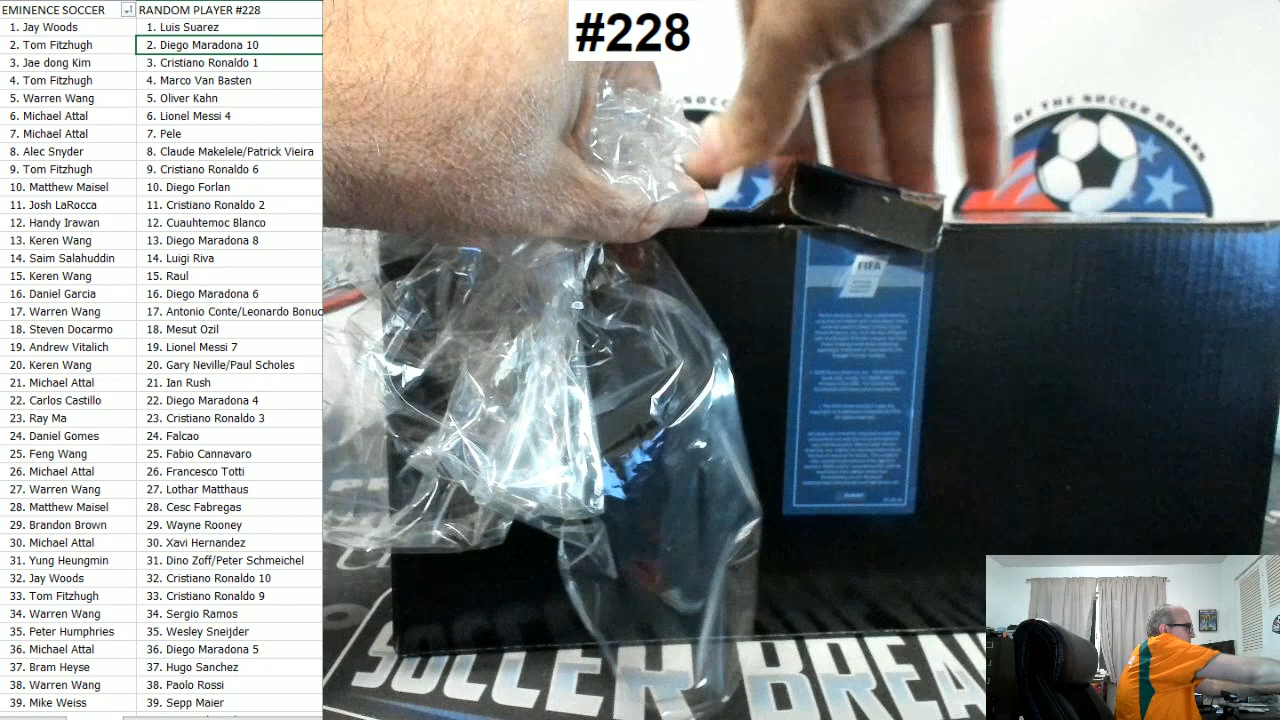 EMINENCE SOCCER RANDOM PLAYER #228
1. Jay Woods 1. Luis Suarez
2. Tom Fitzhugh 2. Diego Maradona 10
3. Jae dong Kim 3. Cristiano Ronaldo 1
4. Tom Fitzhugh 4. Marco Van Basten
5. Warren Wang 5. Oliver Kahn
6. Michael Attal 6. Lionel Messi 4
7. Michael Attal 7. Pele
8. Alec Snyder 8. Claude Makelele/Patrick Vieira
9. Tom Fitzhugh 9. Cristiano Ronaldo 6
10. Matthew Maisel 10. Diego Forlan
11. Josh LaRocca 11. Cristiano Ronaldo 2
12. Handy Irawan 12. Cuauhtemoc Blanco
13. Keren Wang 13. Diego Maradona 8
14. Saim Salahuddin 14. Luigi Riva
15. Keren Wang 15. Raul
16. Daniel Garcia 16. Diego Maradona 6
17. Warren Wang 17. Antonio Conte/Leonardo Bonuc
18. Steven Docarmo 18. Mesut Ozil
19. Andrew Vitalich 19. Lionel Messi 7
20. Keren Wang 20. Gary Neville/Paul Scholes
21. Michael Attal 21. Ian Rush
22. Carlos Castillo 22. Diego Maradona 4
23. Ray Ma 23. Cristiano Ronaldo 3
24. Daniel Gomes 24. Falcao
25. Feng Wang 25. Fabio Cannavaro
26. Michael Attal 26. Francesco Totti
27. Warren Wang 27. Lothar Matthaus
28. Matthew Maisel 28. Cesc Fabregas
29. Brandon Brown 29. Wayne Rooney
30. Michael Attal 30. Xavi Hernandez
31. Yung Heungmin 31. Dino Zoff/Peter Schmeichel
32. Jay Woods 32. Cristiano Ronaldo 10
33. Tom Fitzhugh 33. Cristiano Ronaldo 9
34. Warren Wang 34. Sergio Ramos
35. Peter Humphries 35. Wesley Sneijder
36. Michael Attal 36. Diego Maradona 5
37. Bram Heyse 37. Hugo Sanchez
38. Warren Wang 38. Paolo Rossi
39. Mike Weiss 39. Sepp Maier
#228
OF THE SOCCER BREAKS
FIFA
SOCCER BREA